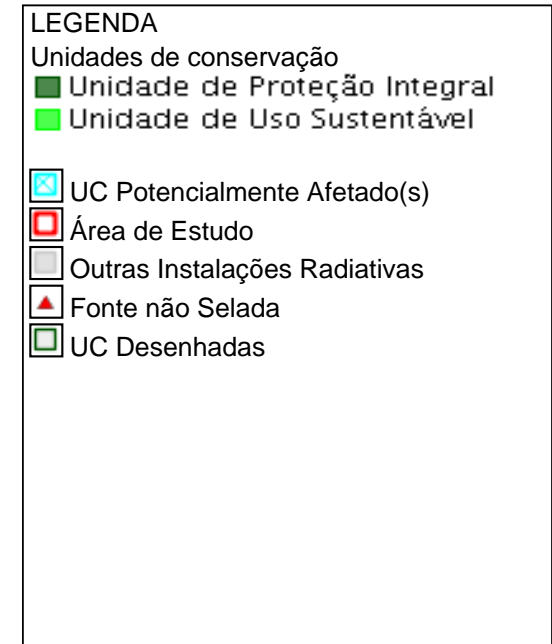 LEGENDA
Unidades de conservação
Unidade de Proteção Integral
Unidade de Uso Sustentável
UC Potencialmente Afetado(s)
Área de Estudo
Outras Instalações Radiativas
Fonte não Selada
UC Desenhadas